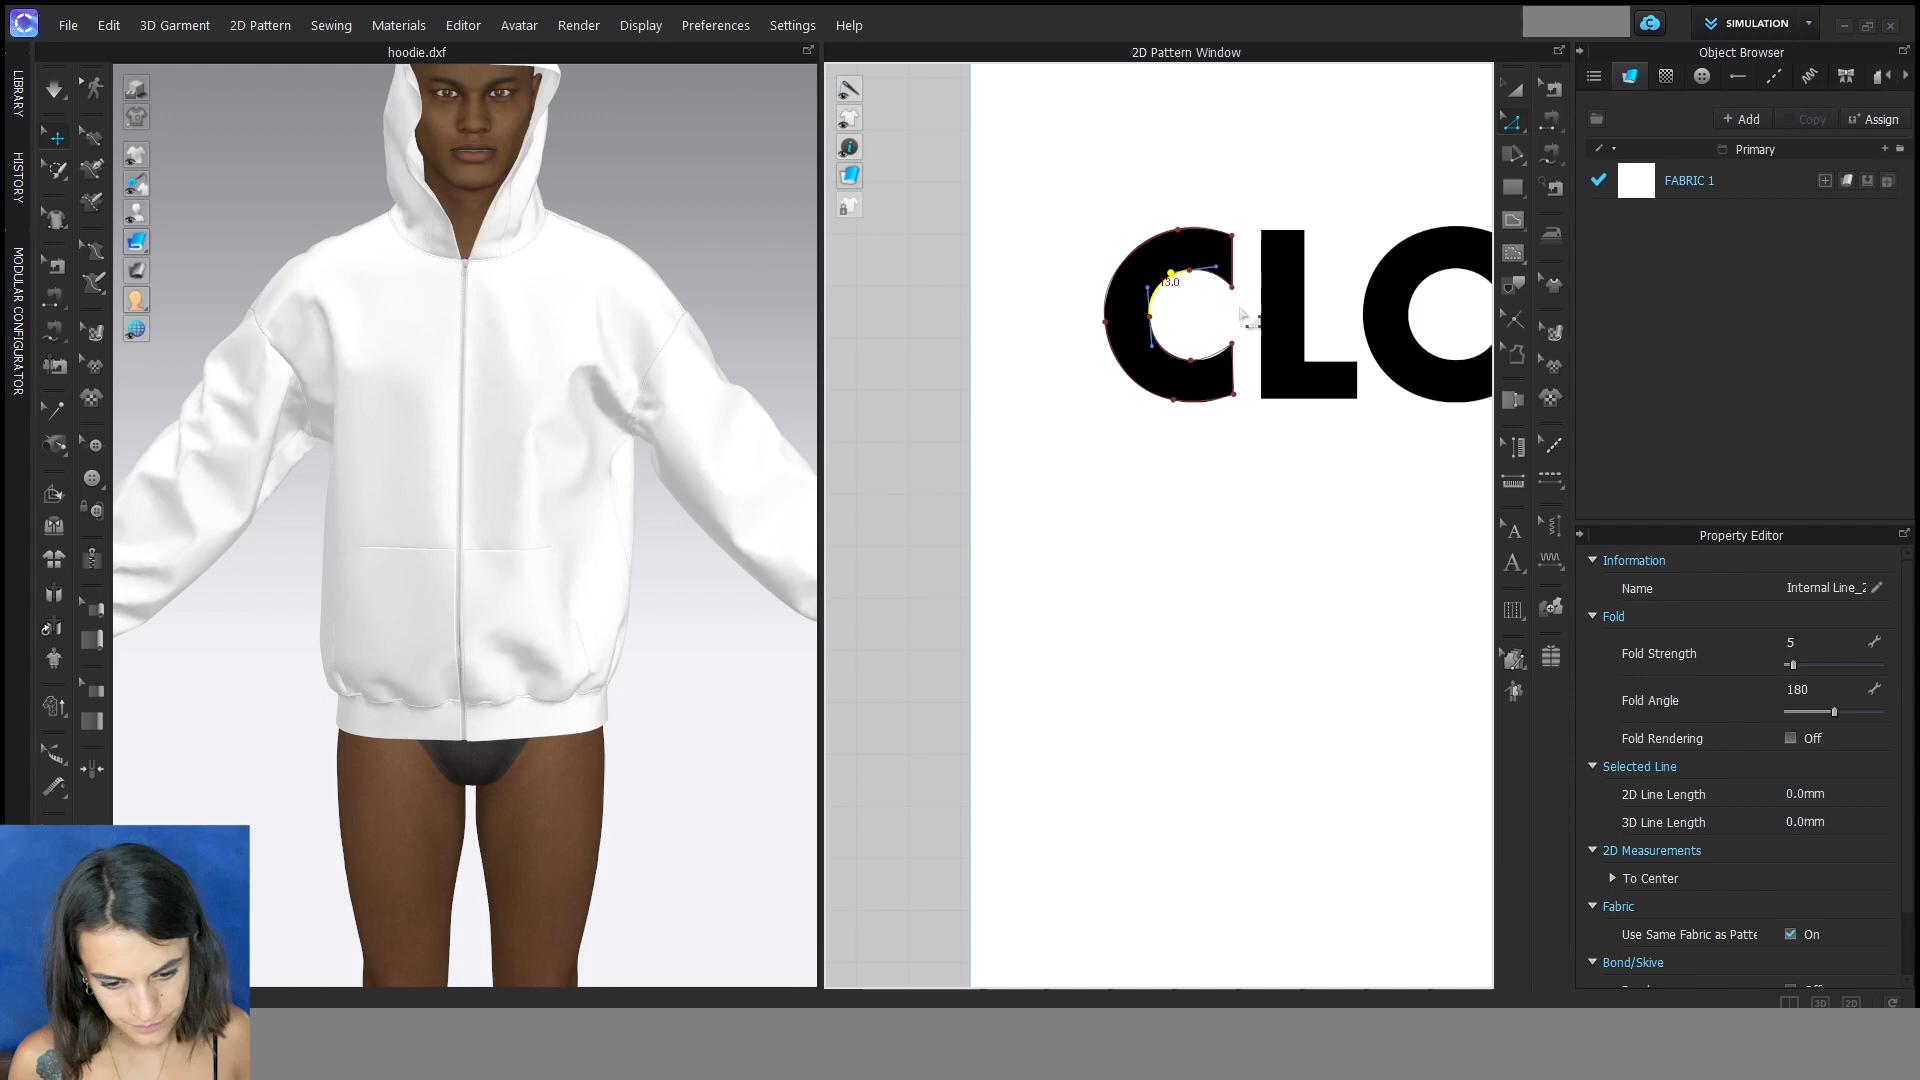 File Edit 3D Garment 2D Pattern Sewing Materials Editor Avatar Render Display Preferences Settings Help
SIMULATION
hoodie.dxf
2D Pattern Window
Object Browser
LIBRARY
HISTORY
MODULAR CONFIGURATOR
+ Add Copy Assign
Primary
FABRIC 1
CLO
13.0
Property Editor
Information
Name Internal Line_2
Fold
Fold Strength 5
Fold Angle 180
Fold Rendering Off
Selected Line
2D Line Length 0.0mm
3D Line Length 0.0mm
2D Measurements
To Center
Fabric
Use Same Fabric as Patte On
Bond/Skive
3D 2D